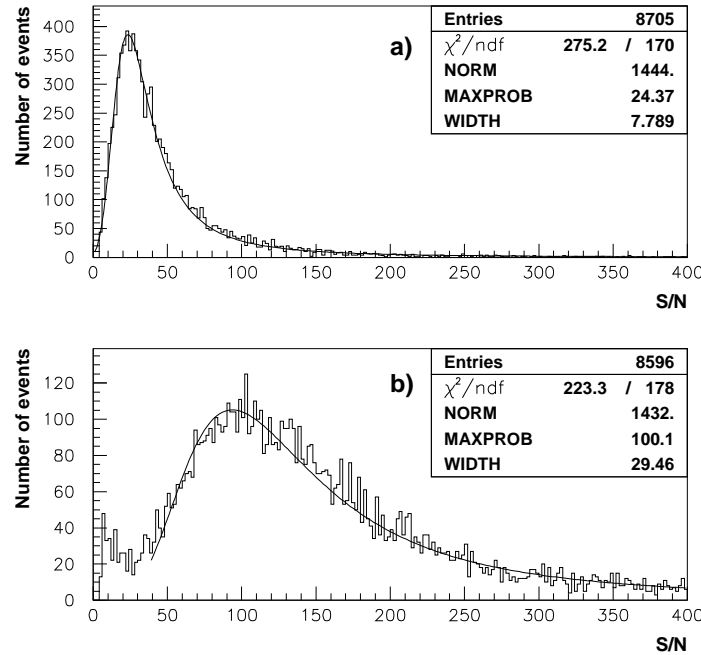 Number of events
400
350
300
250
200
150
100
50
0
0 50 100 150 200 250 300 350 400
S/N
a)
Entries 8705
χ²/ndf 275.2 / 170
NORM 1444.
MAXPROB 24.37
WIDTH 7.789
Number of events
120
100
80
60
40
20
0
0 50 100 150 200 250 300 350 400
S/N
b)
Entries 8596
χ²/ndf 223.3 / 178
NORM 1432.
MAXPROB 100.1
WIDTH 29.46